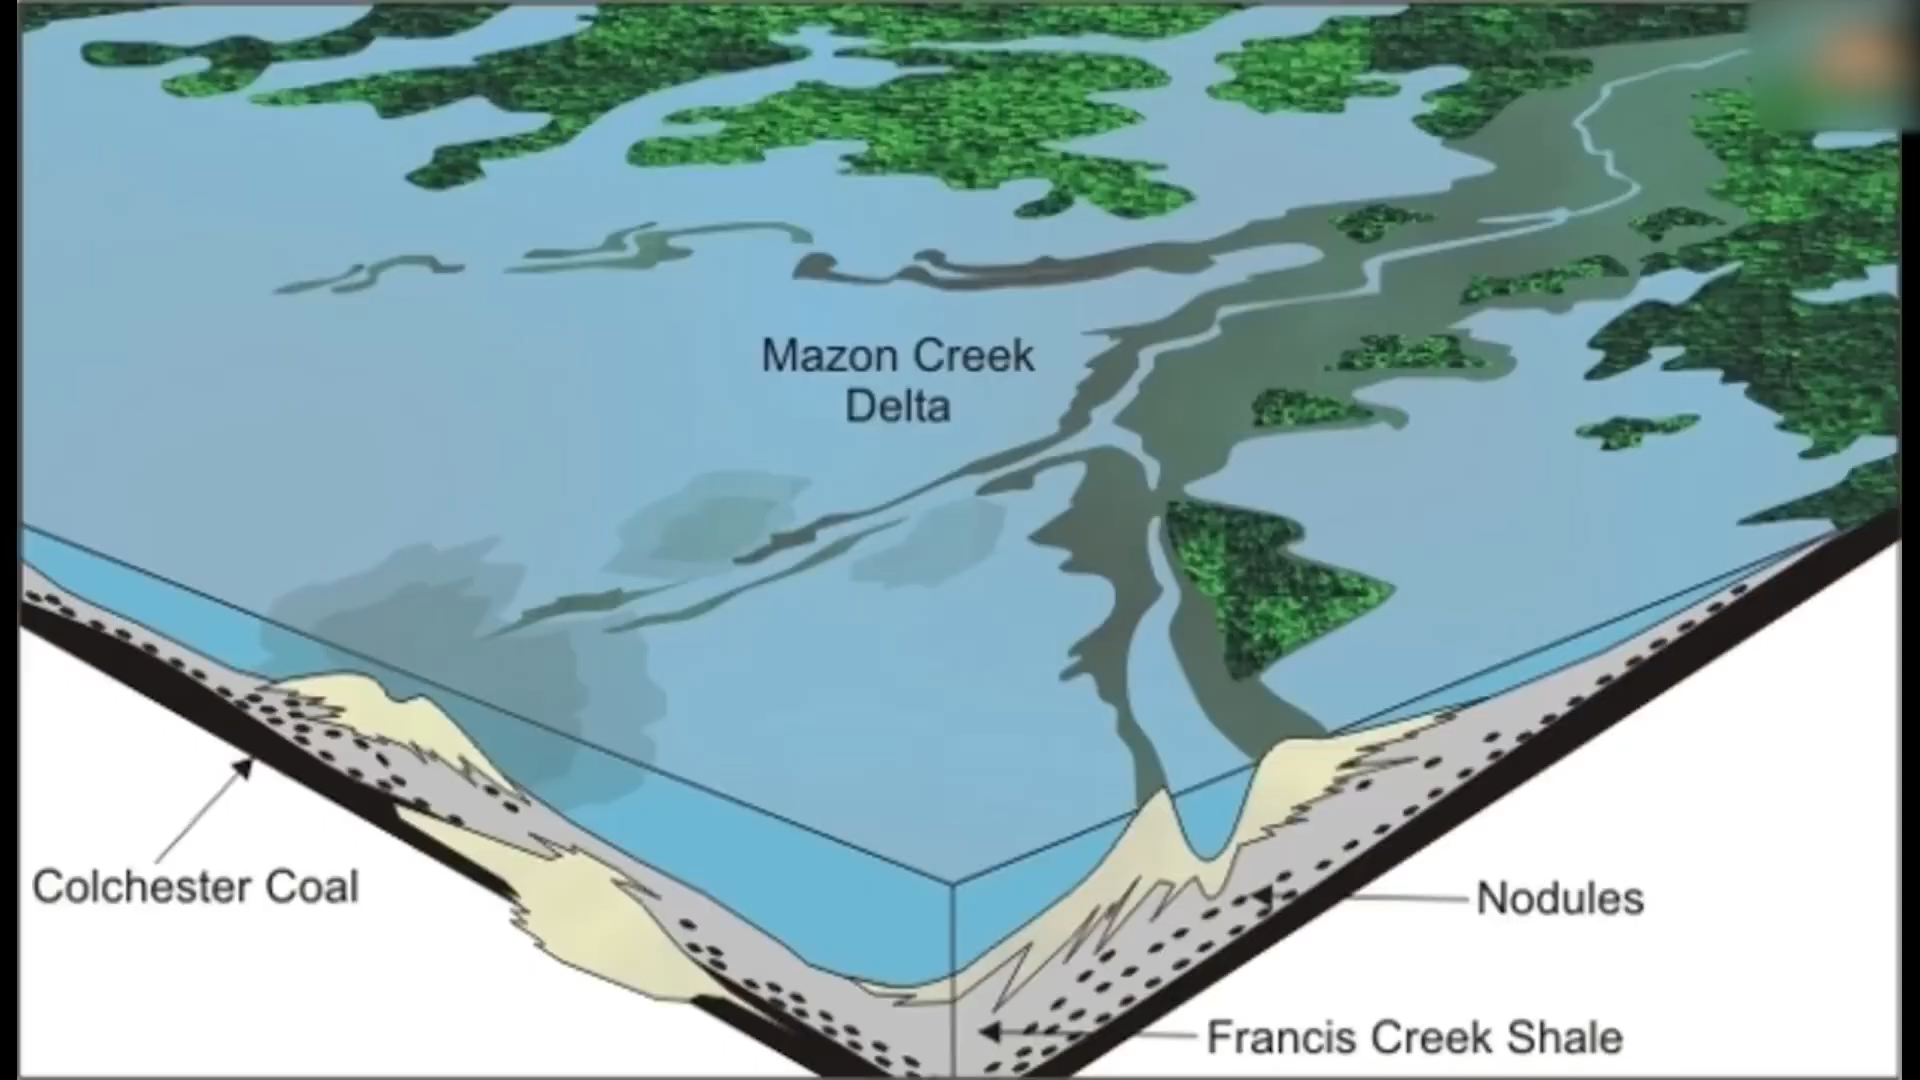 Mazon Creek
Delta
Colchester Coal
Nodules
Francis Creek Shale